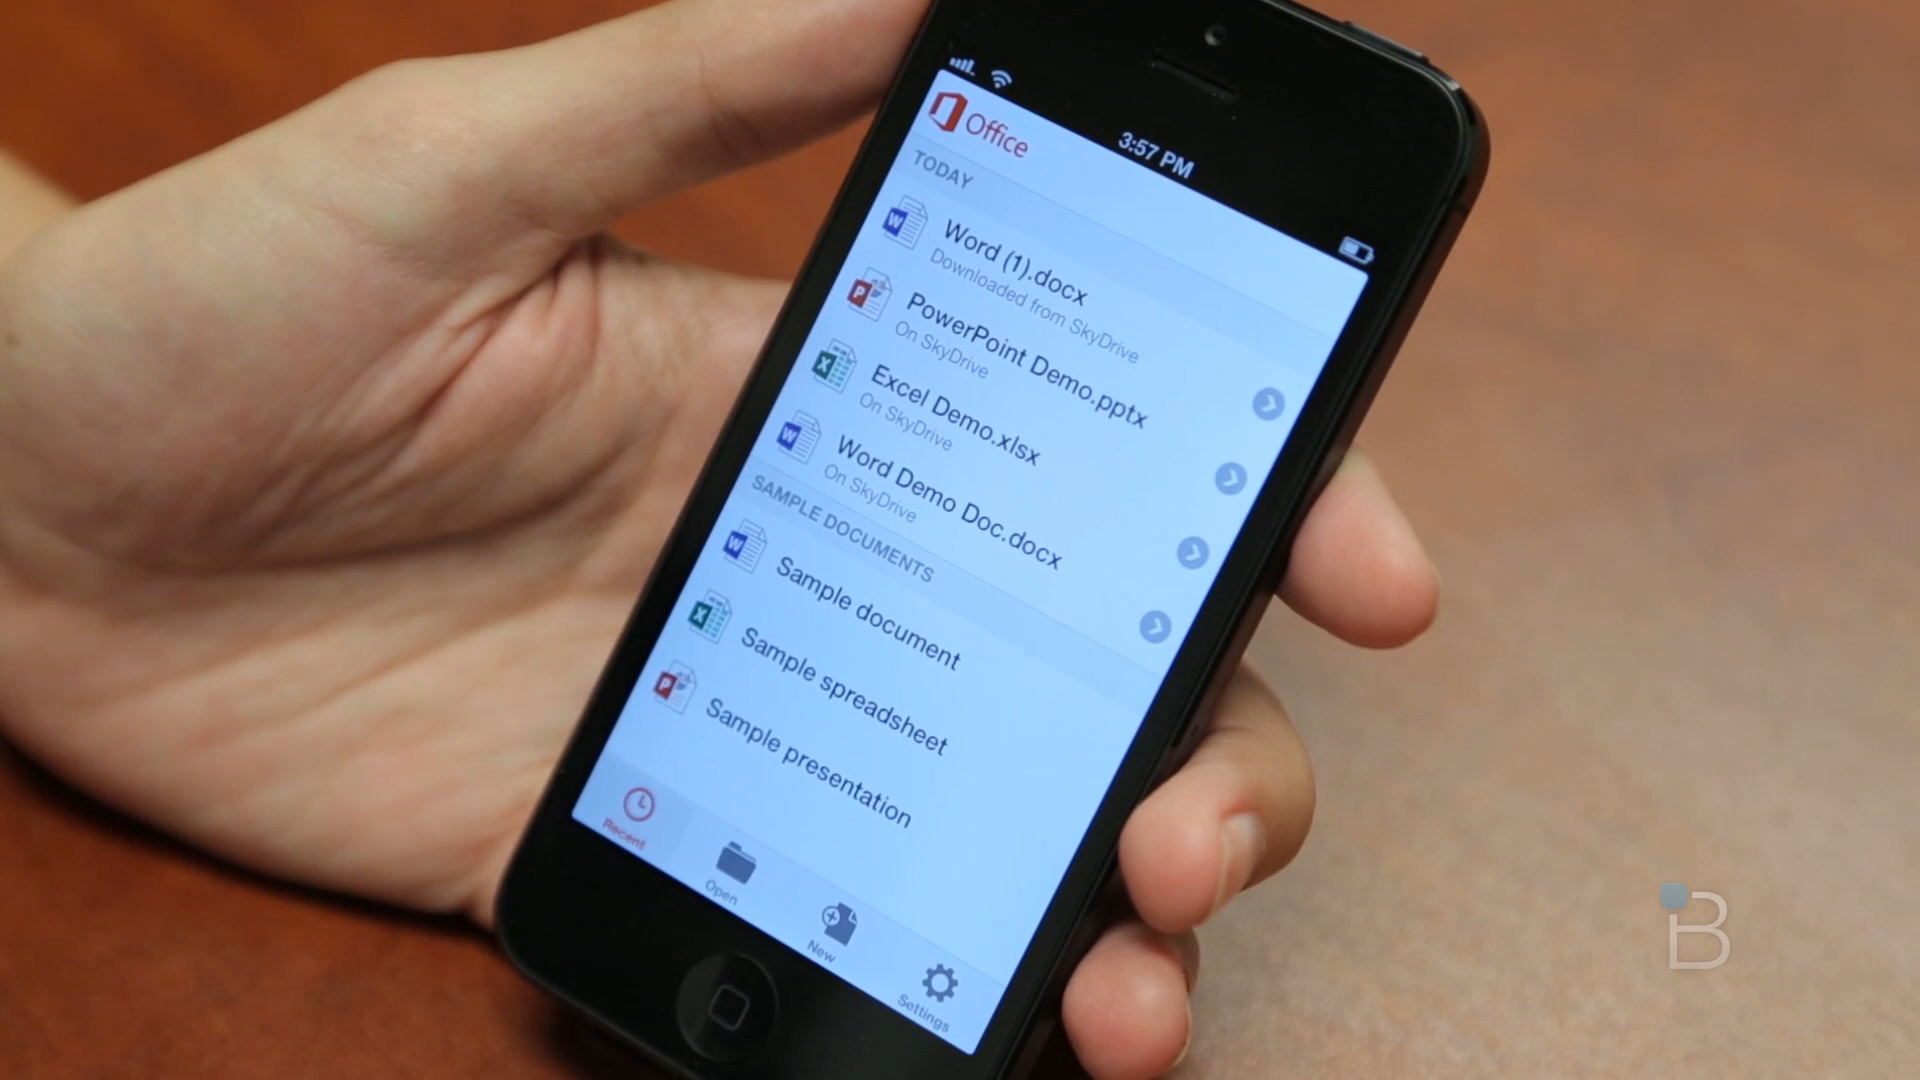 3:57 PM
Office
TODAY
Word (1).docx
Downloaded from SkyDrive
PowerPoint Demo.pptx
On SkyDrive
Excel Demo.xlsx
On SkyDrive
Word Demo Doc.docx
On SkyDrive
SAMPLE DOCUMENTS
Sample document
Sample spreadsheet
Sample presentation
Recent
Open
New
Settings
B